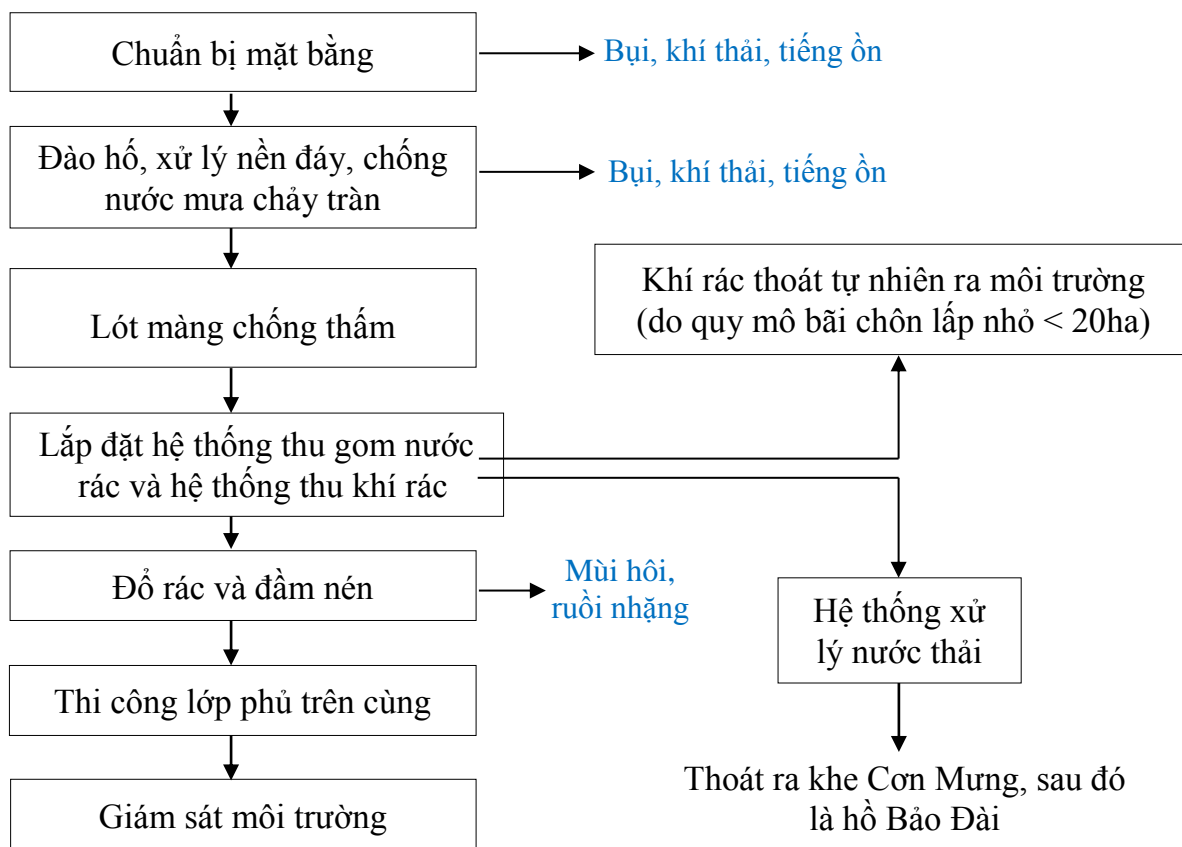 Chuẩn bị mặt bằng
Bụi, khí thải, tiếng ồn
Đào hố, xử lý nền đáy, chống
nước mưa chảy tràn
Bụi, khí thải, tiếng ồn
Lót màng chống thấm
Khí rác thoát tự nhiên ra môi trường
(do quy mô bãi chôn lấp nhỏ < 20ha)
Lắp đặt hệ thống thu gom nước
rác và hệ thống thu khí rác
Đổ rác và đầm nén
Mùi hôi,
ruồi nhặng
Hệ thống xử
lý nước thải
Thi công lớp phủ trên cùng
Thoát ra khe Cơn Mưng, sau đó
là hồ Bảo Đài
Giám sát môi trường